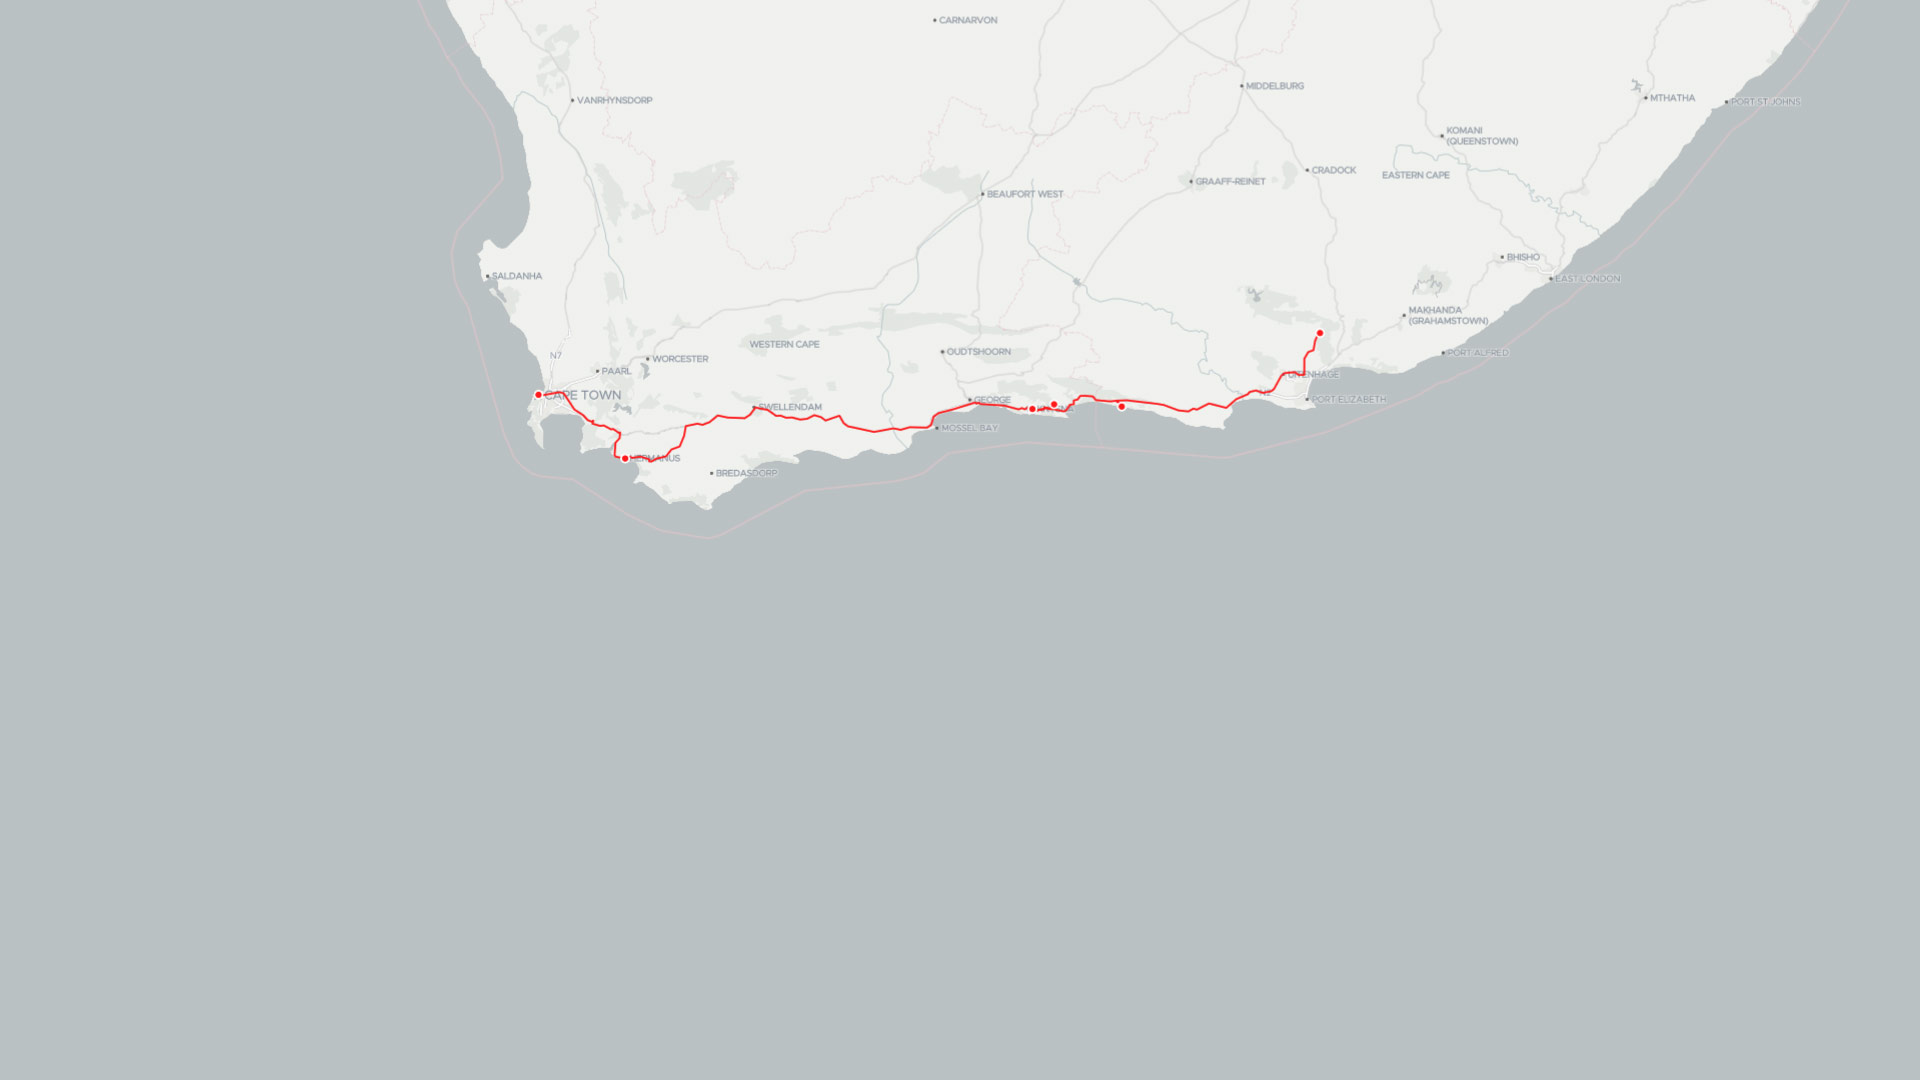 CARNARVON
MIDDELBURG
VANRHYNSDORP
MTHATHA
PORT ST JOHNS
KOMANI
(QUEENSTOWN)
CRADOCK
EASTERN CAPE
GRAAFF-REINET
BEAUFORT WEST
BHISHO
SALDANHA
EAST LONDON
MAKHANDA
(GRAHAMSTOWN)
WESTERN CAPE
OUDTSHOORN
PORT ALFRED
N7
WORCESTER
PAARL
UITENHAGE
CAPE TOWN
N2
PORT ELIZABETH
GEORGE
SWELLENDAM
MOSSEL BAY
HERMANUS
BREDASDORP